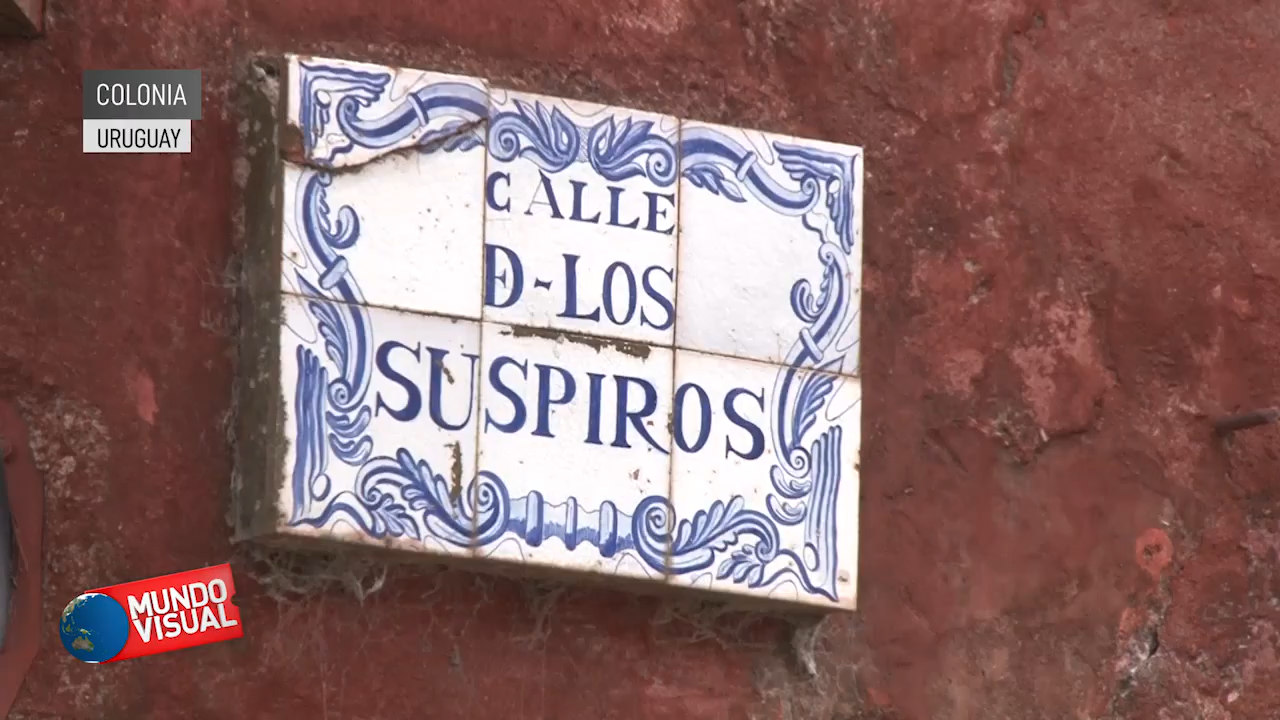 COLONIA
URUGUAY
CALLE
D-LOS
SUSPIROS
MUNDO
VISUAL